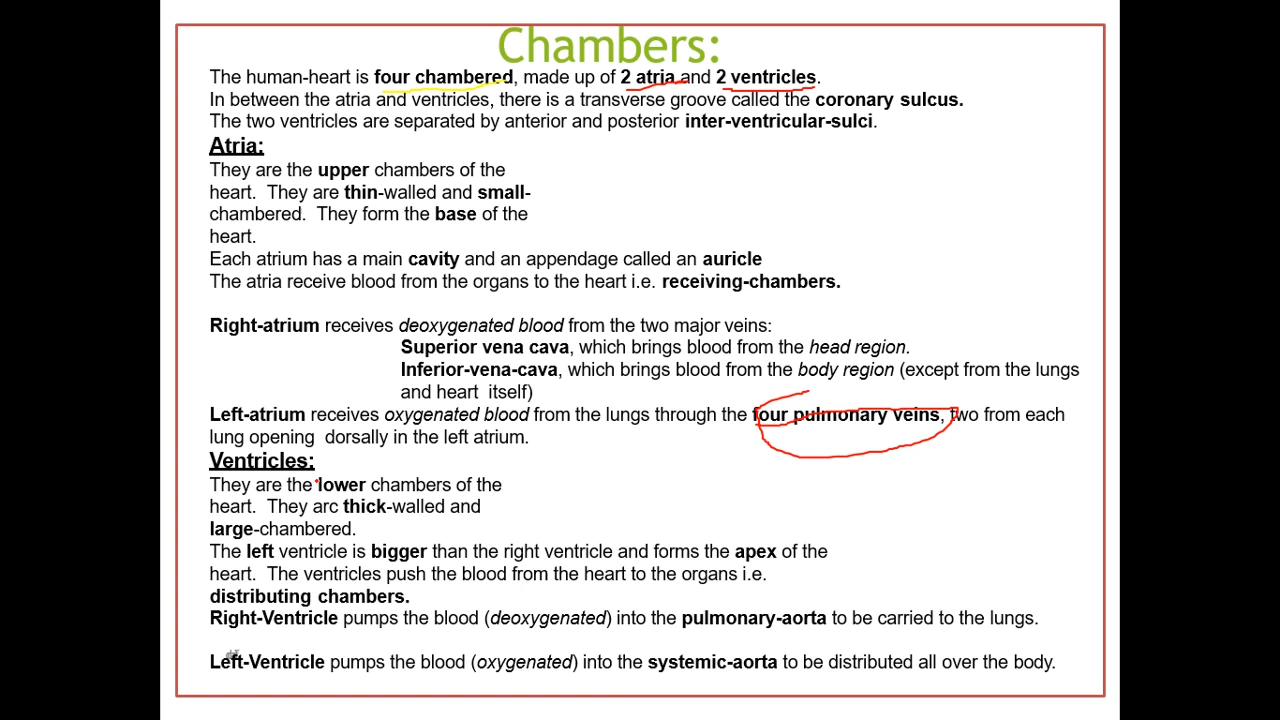 Chambers:
The human-heart is four chambered, made up of 2 atria and 2 ventricles.
In between the atria and ventricles, there is a transverse groove called the coronary sulcus.
The two ventricles are separated by anterior and posterior inter-ventricular-sulci.
Atria:
They are the upper chambers of the
heart. They are thin-walled and small-
chambered. They form the base of the
heart.
Each atrium has a main cavity and an appendage called an auricle
The atria receive blood from the organs to the heart i.e. receiving-chambers.
Right-atrium receives deoxygenated blood from the two major veins:
Superior vena cava, which brings blood from the head region.
Inferior-vena-cava, which brings blood from the body region (except from the lungs
and heart itself)
Left-atrium receives oxygenated blood from the lungs through the four pulmonary veins, two from each
lung opening dorsally in the left atrium.
Ventricles:
They are the lower chambers of the
heart. They arc thick-walled and
large-chambered.
The left ventricle is bigger than the right ventricle and forms the apex of the
heart. The ventricles push the blood from the heart to the organs i.e.
distributing chambers.
Right-Ventricle pumps the blood (deoxygenated) into the pulmonary-aorta to be carried to the lungs.
Left-Ventricle pumps the blood (oxygenated) into the systemic-aorta to be distributed all over the body.